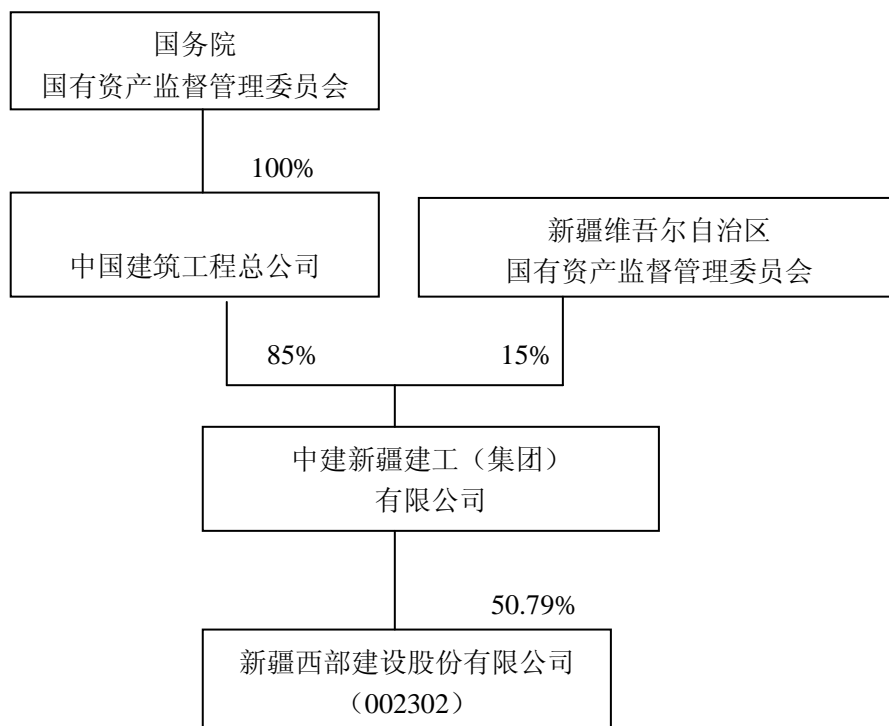 国务院
国有资产监督管理委员会
100%
中国建筑工程总公司
新疆维吾尔自治区
国有资产监督管理委员会
85%
15%
中建新疆建工（集团）
有限公司
50.79%
新疆西部建设股份有限公司
（002302）